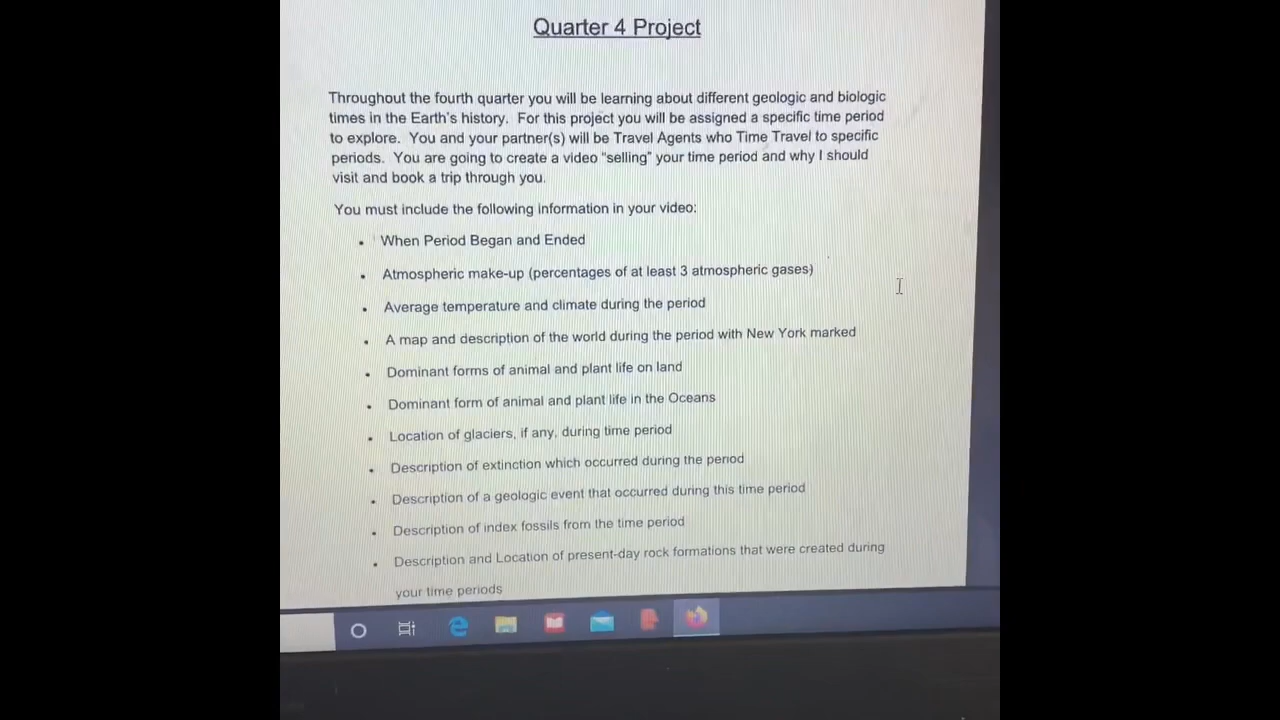 Quarter 4 Project
Throughout the fourth quarter you will be learning about different geologic and biologic
times in the Earth's history. For this project you will be assigned a specific time period
to explore. You and your partner(s) will be Travel Agents who Time Travel to specific
periods. You are going to create a video "selling" your time period and why I should
visit and book a trip through you.
You must include the following information in your video:
• When Period Began and Ended
• Atmospheric make-up (percentages of at least 3 atmospheric gases)
• Average temperature and climate during the period
• A map and description of the world during the period with New York marked
• Dominant forms of animal and plant life on land
• Dominant form of animal and plant life in the Oceans
• Location of glaciers, if any, during time period
• Description of extinction which occurred during the period
• Description of a geologic event that occurred during this time period
• Description of index fossils from the time period
• Description and Location of present-day rock formations that were created during
your time periods